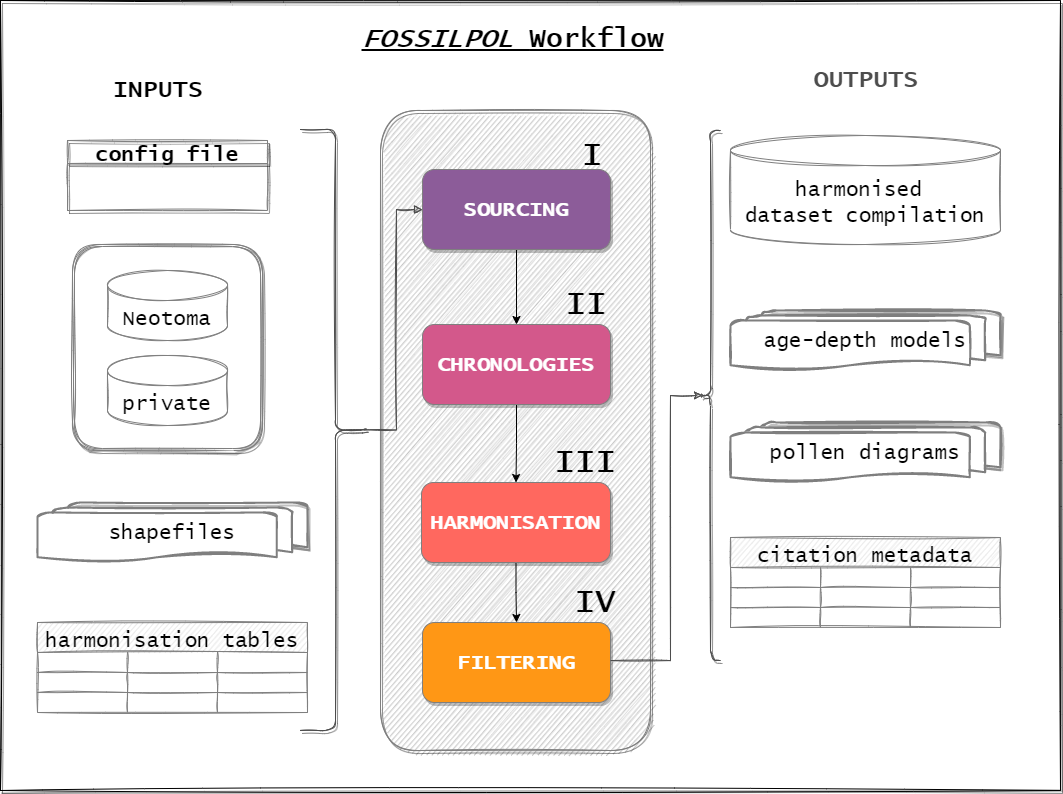 FOSSILPOL Workflow
INPUTS
config file
Neotoma
private
shapefiles
harmonisation tables
I
SOURCING
II
CHRONOLOGIES
III
HARMONISATION
IV
FILTERING
OUTPUTS
harmonised
dataset compilation
age-depth models
pollen diagrams
citation metadata